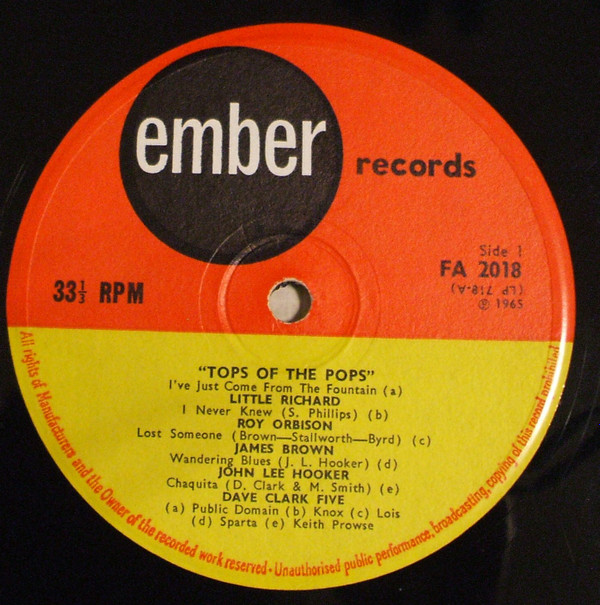 ember
records
Side 1
FA 2018
(LP 718-A)
℗ 1965
33⅓ RPM
"TOPS OF THE POPS"
I've Just Come From The Fountain (a)
LITTLE RICHARD
I Never Knew (S. Phillips) (b)
ROY ORBISON
Lost Someone (Brown—Stallworth—Byrd) (c)
JAMES BROWN
Wandering Blues (J. L. Hooker) (d)
JOHN LEE HOOKER
Chaquita (D. Clark & M. Smith) (e)
DAVE CLARK FIVE
(a) Public Domain (b) Knox (c) Lois
(d) Sparta (e) Keith Prowse
All rights of Manufacturers and the Owner of the recorded work reserved · Unauthorised public performance, broadcasting, copying of this record prohibited